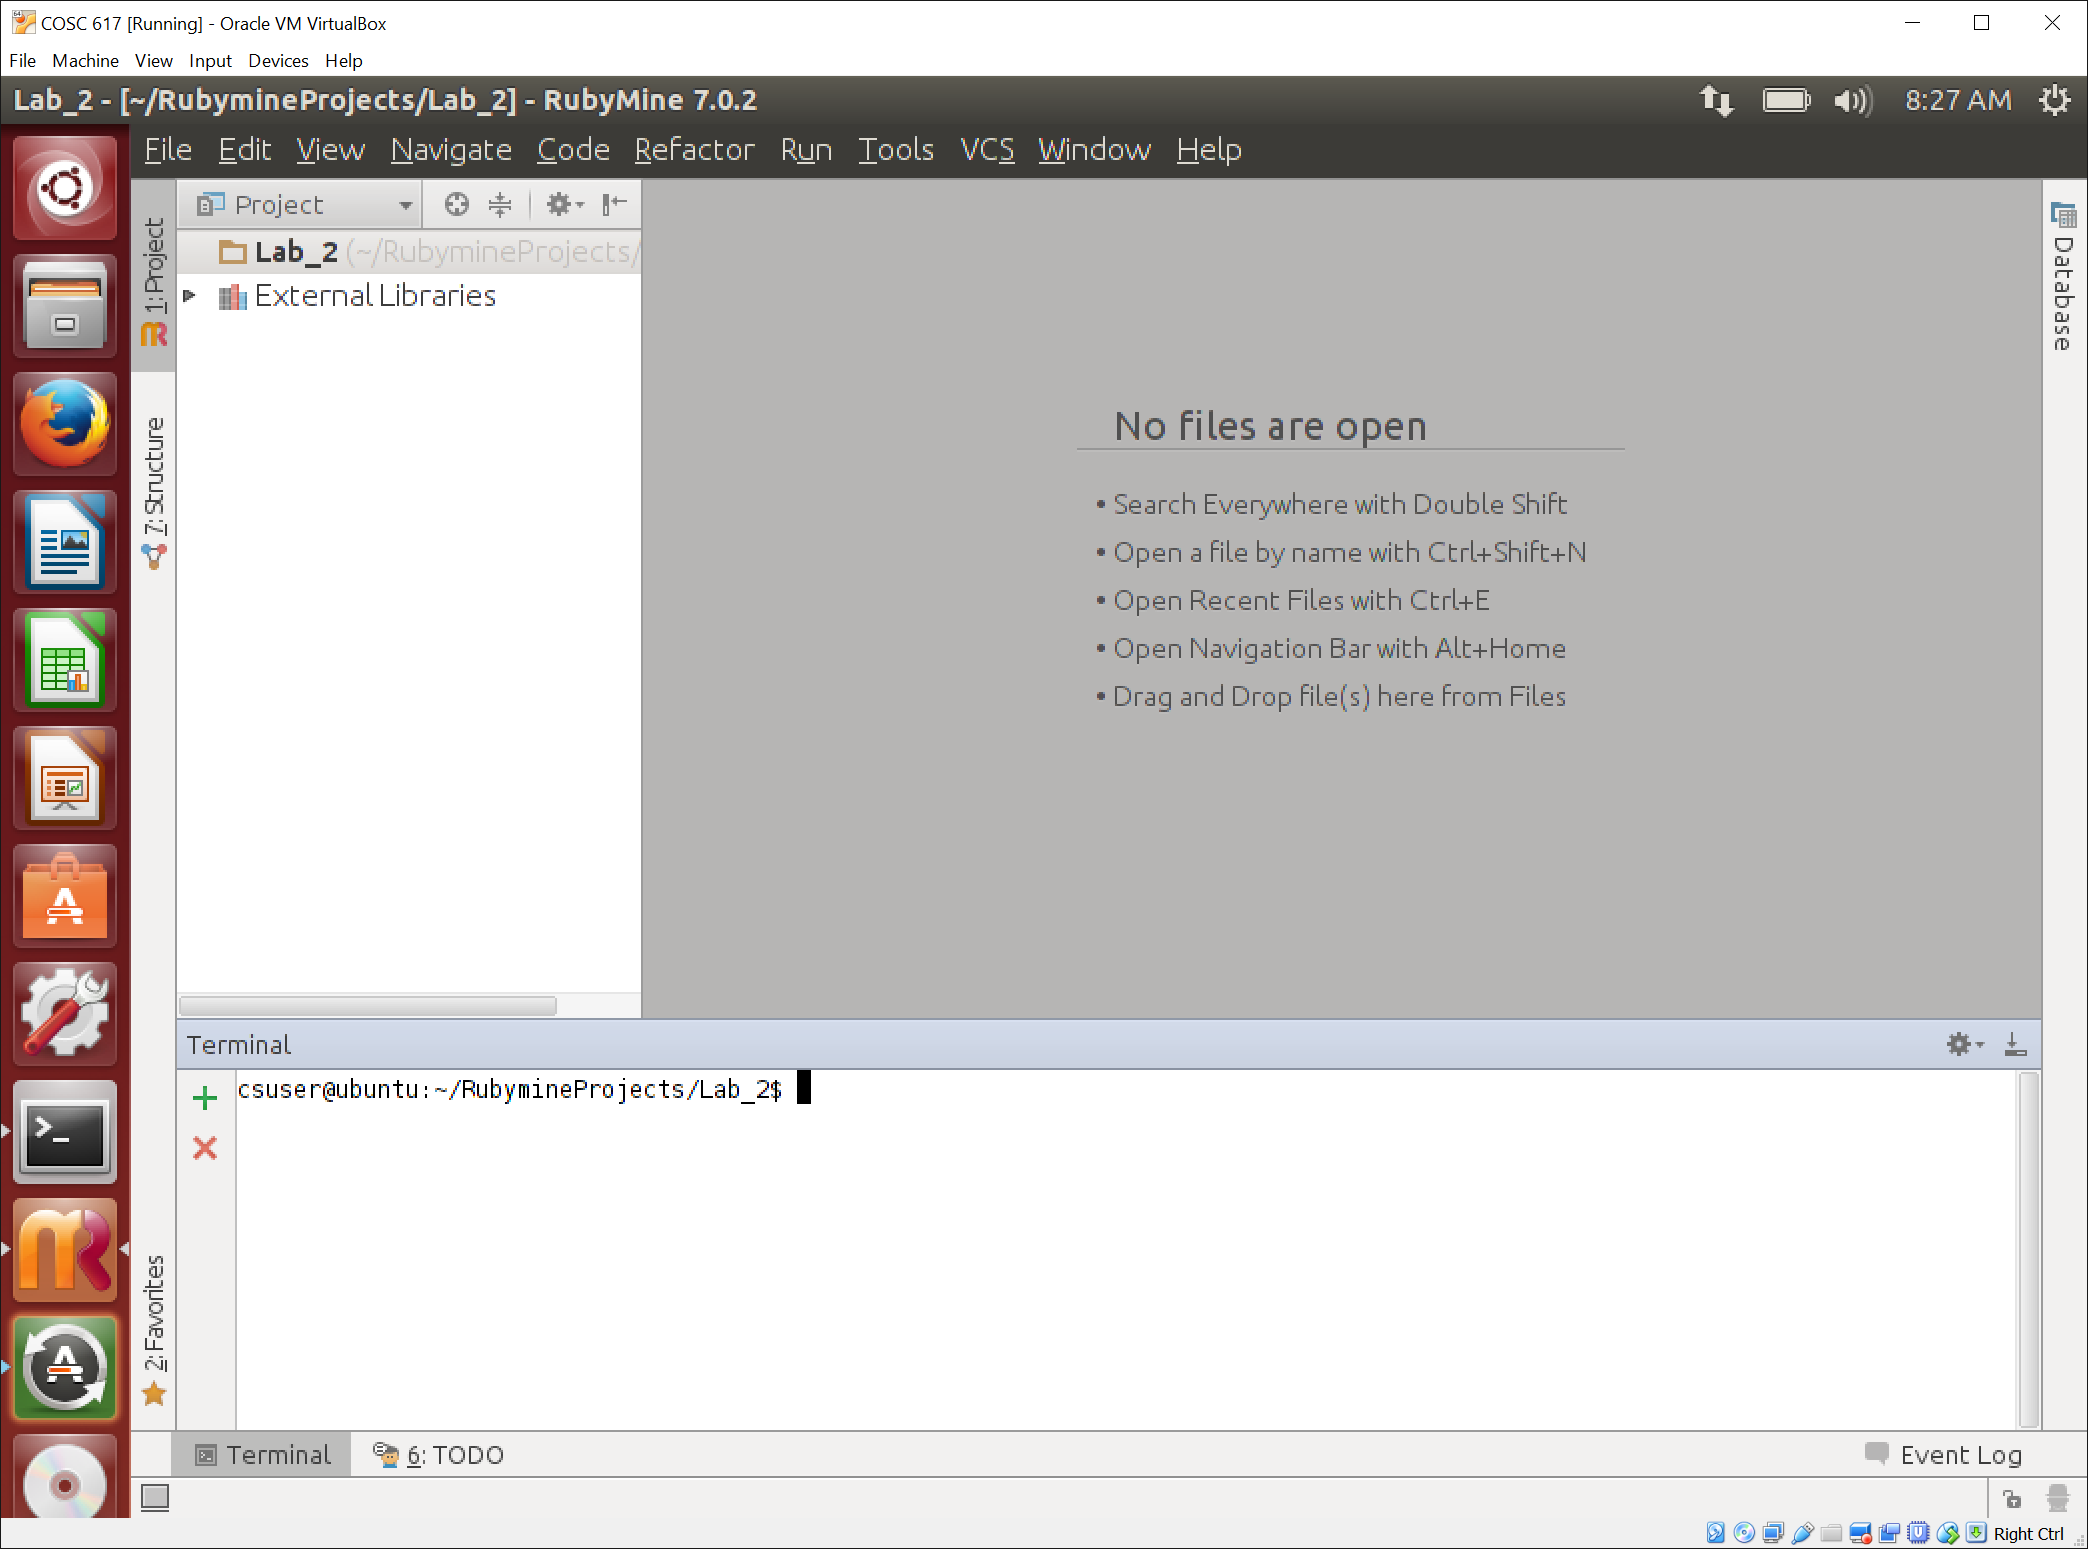 COSC 617 [Running] - Oracle VM VirtualBox
File Machine View Input Devices Help
Lab_2 - [~/RubymineProjects/Lab_2] - RubyMine 7.0.2
8:27 AM
File Edit View Navigate Code Refactor Run Tools VCS Window Help
Project
1: Project
7: Structure
2: Favorites
Lab_2 (~/RubymineProjects/
External Libraries
Database
No files are open
• Search Everywhere with Double Shift
• Open a file by name with Ctrl+Shift+N
• Open Recent Files with Ctrl+E
• Open Navigation Bar with Alt+Home
• Drag and Drop file(s) here from Files
Terminal
csuser@ubuntu:~/RubymineProjects/Lab_2$
Terminal
6: TODO
Event Log
Right Ctrl